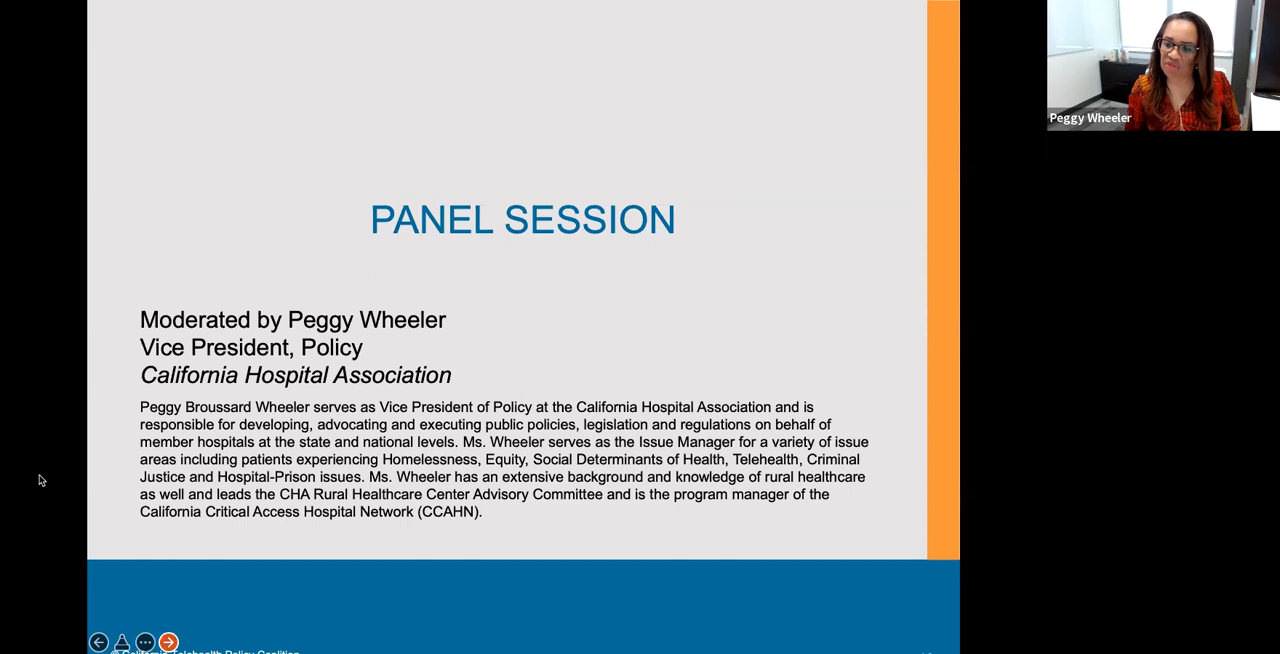 PANEL SESSION
Moderated by Peggy Wheeler
Vice President, Policy
California Hospital Association
Peggy Broussard Wheeler serves as Vice President of Policy at the California Hospital Association and is
responsible for developing, advocating and executing public policies, legislation and regulations on behalf of
member hospitals at the state and national levels. Ms. Wheeler serves as the Issue Manager for a variety of issue
areas including patients experiencing Homelessness, Equity, Social Determinants of Health, Telehealth, Criminal
Justice and Hospital-Prison issues. Ms. Wheeler has an extensive background and knowledge of rural healthcare
as well and leads the CHA Rural Healthcare Center Advisory Committee and is the program manager of the
California Critical Access Hospital Network (CCAHN).
© California Telehealth Policy Coalition
Peggy Wheeler